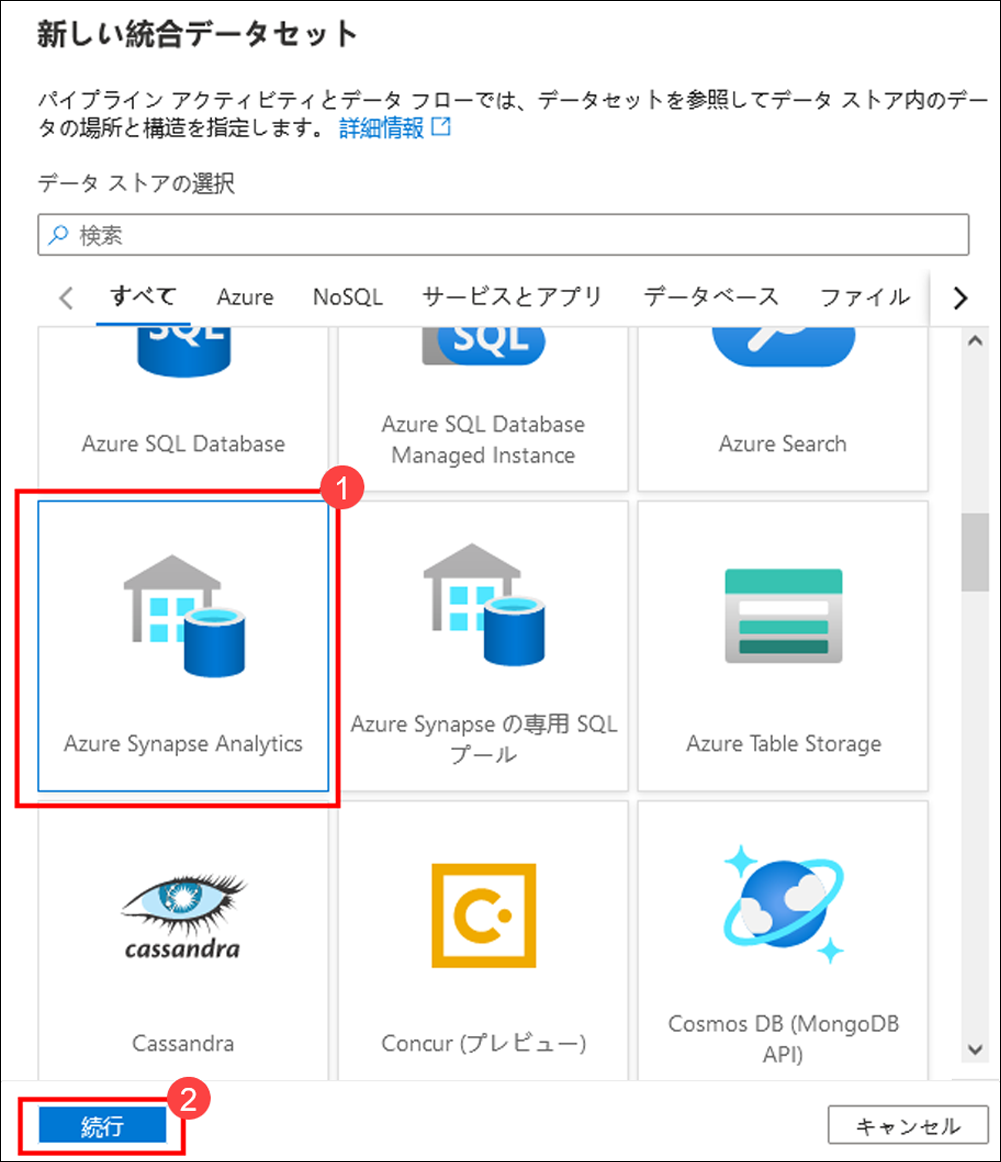 新しい統合データセット
パイプライン アクティビティとデータ フローでは、データセットを参照してデータ ストア内のデー
タの場所と構造を指定します。 詳細情報
データ ストアの選択
検索
すべて Azure NoSQL サービスとアプリ データベース ファイル
SQL SQL
Azure SQL Database
Azure SQL Database
Managed Instance
Azure Search
1
Azure Synapse Analytics
Azure Synapse の専用 SQL
プール
Azure Table Storage
cassandra
Cassandra
C
Concur (プレビュー)
Cosmos DB (MongoDB
API)
2
続行
キャンセル